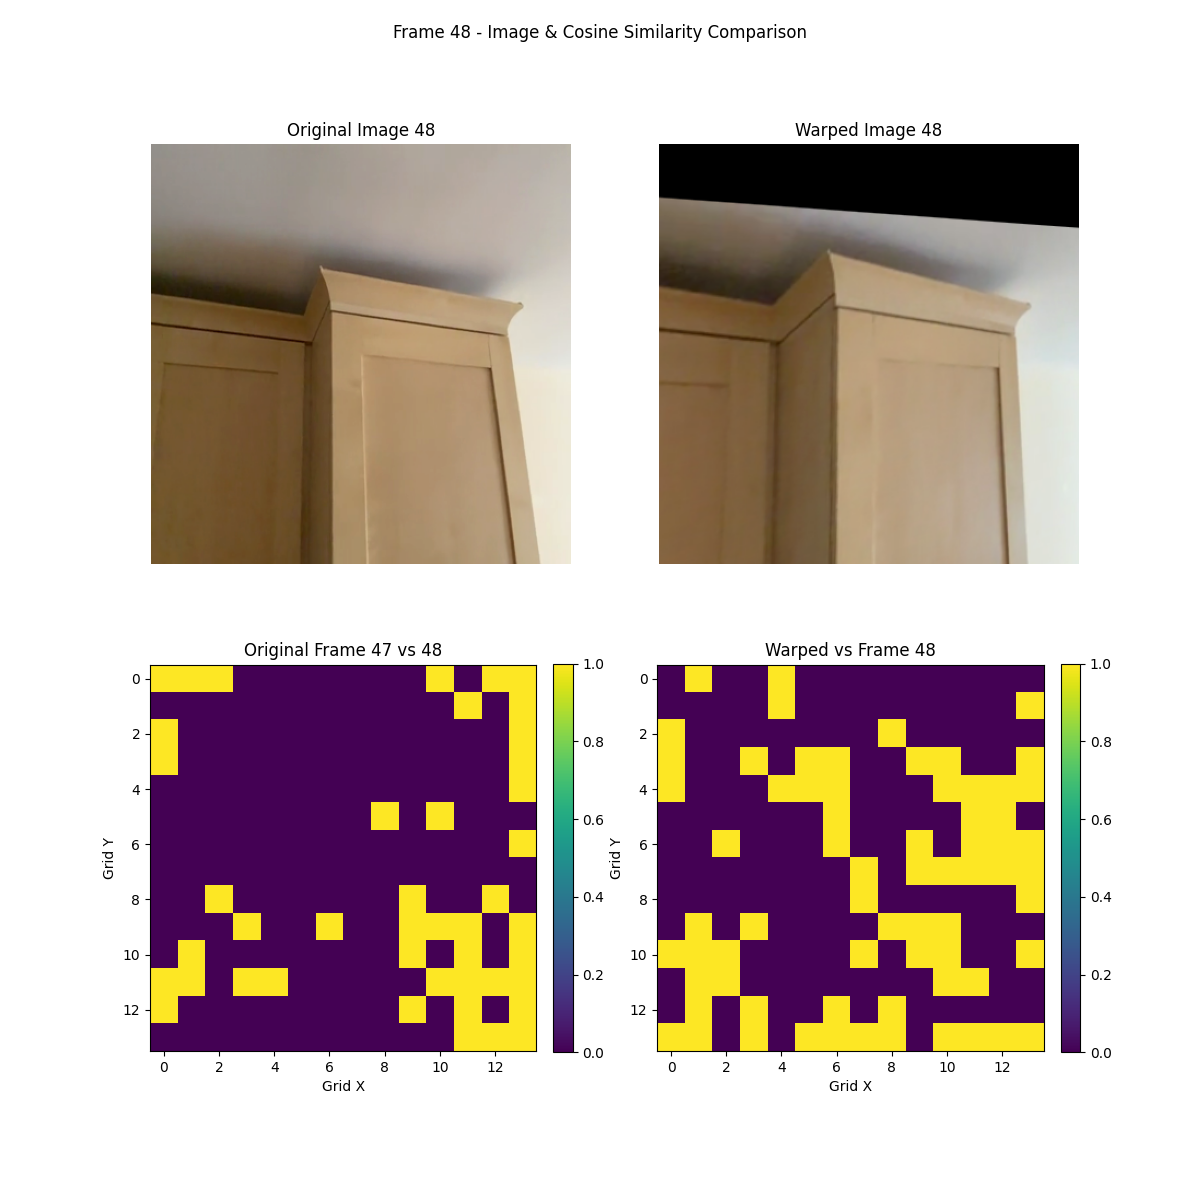 Frame 48 - Image & Cosine Similarity Comparison
Original Image 48
Warped Image 48
Original Frame 47 vs 48
Warped vs Frame 48
0
2
4
6
8
10
12
Grid Y
0 2 4 6 8 10 12
Grid X
1.0
0.8
0.6
0.4
0.2
0.0
0
2
4
6
8
10
12
Grid Y
0 2 4 6 8 10 12
Grid X
1.0
0.8
0.6
0.4
0.2
0.0